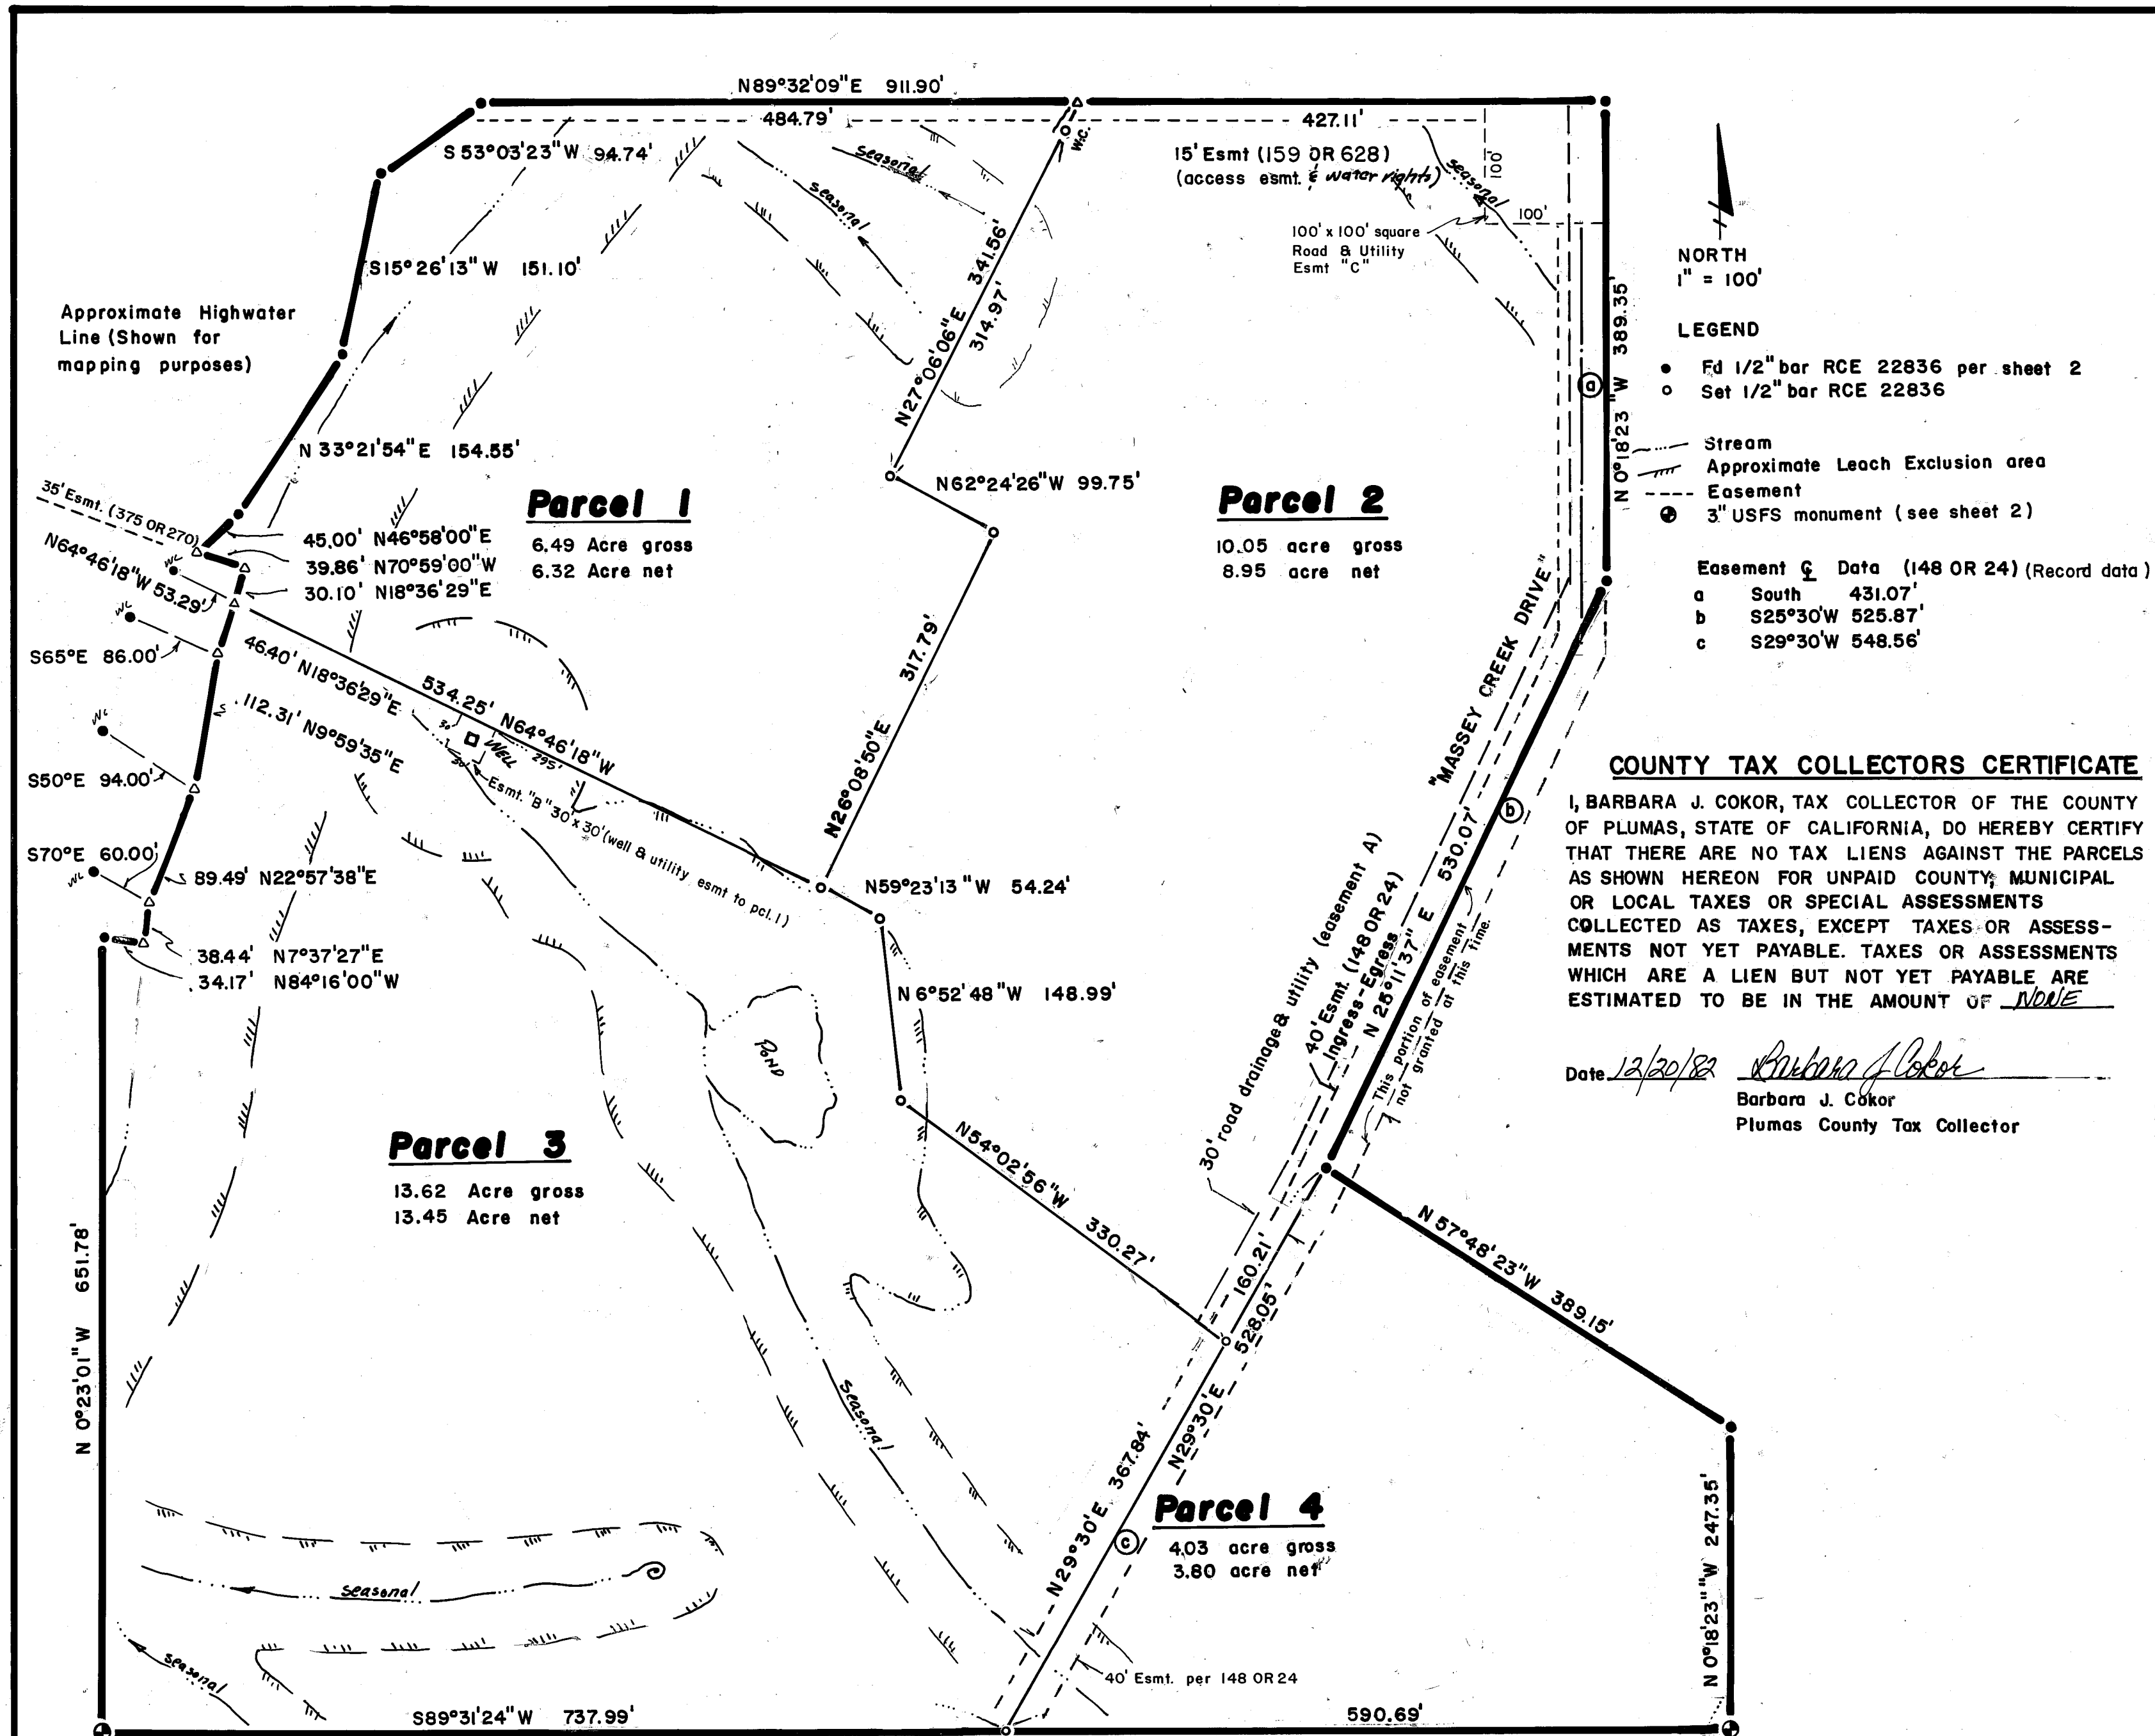 N89°32'09"E 911.90'
484.79'
427.11'
S 53°03'23"W 94.74'
W.C.
15' Esmt (159 OR 628)
(access esmt. & water rights)
seasonal
seasonal
seasonal
100'
100'
100' x 100' square
Road & Utility
Esmt "C"
S15°26'13"W 151.10'
N27°06'06"E 341.56'
314.97'
NORTH
1" = 100'
Approximate Highwater
Line (Shown for
mapping purposes)
N 0°18'23"W 389.35'
a
LEGEND
Fd 1/2" bar RCE 22836 per sheet 2
Set 1/2" bar RCE 22836
Stream
Approximate Leach Exclusion area
Easement
3" USFS monument (see sheet 2)
N 33°21'54"E 154.55'
35' Esmt. (375 OR 270)
Parcel 1
6.49 Acre gross
6.32 Acre net
N62°24'26"W 99.75'
Parcel 2
10.05 acre gross
8.95 acre net
45.00' N46°58'00"E
39.86' N70°59'00"W
30.10' N18°36'29"E
WC
N64°46'18"W 53.29'
WC
S65°E 86.00'
46.40' N18°36'29"E
534.25' N64°46'18"W
Easement ℄ Data (148 OR 24) (Record data)
a South 431.07'
b S25°30'W 525.87'
c S29°30'W 548.56'
317.79'
N26°08'50"E
112.31' N9°59'35"E
30'
30'
WELL
295'
Esmt. "B" 30'x 30' (well & utility esmt to pcl. 1)
WC
S50°E 94.00'
"MASSEY CREEK DRIVE"
b
530.07'
N 25°11'37" E
COUNTY TAX COLLECTORS CERTIFICATE
I, BARBARA J. COKOR, TAX COLLECTOR OF THE COUNTY
OF PLUMAS, STATE OF CALIFORNIA, DO HEREBY CERTIFY
THAT THERE ARE NO TAX LIENS AGAINST THE PARCELS
AS SHOWN HEREON FOR UNPAID COUNTY, MUNICIPAL
OR LOCAL TAXES OR SPECIAL ASSESSMENTS
COLLECTED AS TAXES, EXCEPT TAXES OR ASSESS-
MENTS NOT YET PAYABLE. TAXES OR ASSESSMENTS
WHICH ARE A LIEN BUT NOT YET PAYABLE ARE
ESTIMATED TO BE IN THE AMOUNT OF NONE
Date 12/20/82 Barbara J Cokor
Barbara J. Cokor
Plumas County Tax Collector
S70°E 60.00'
WC
89.49' N22°57'38"E
N59°23'13"W 54.24'
38.44' N7°37'27"E
34.17' N84°16'00"W
N 6°52'48"W 148.99'
30' road drainage & utility (easement A)
40' Esmt. (148 OR 24)
Ingress-Egress
This portion of easement
not granted at this time.
POND
Parcel 3
13.62 Acre gross
13.45 Acre net
N54°02'56"W 330.27'
160.21'
528.05'
N29°30'E
N 57°48'23"W 389.15'
N 0°23'01"W 651.78'
seasonal
N29°30'E 367.84'
c
Parcel 4
4.03 acre gross
3.80 acre net
N 0°18'23"W 247.35'
seasonal
seasonal
40' Esmt. per 148 OR 24
S89°31'24"W 737.99'
590.69'